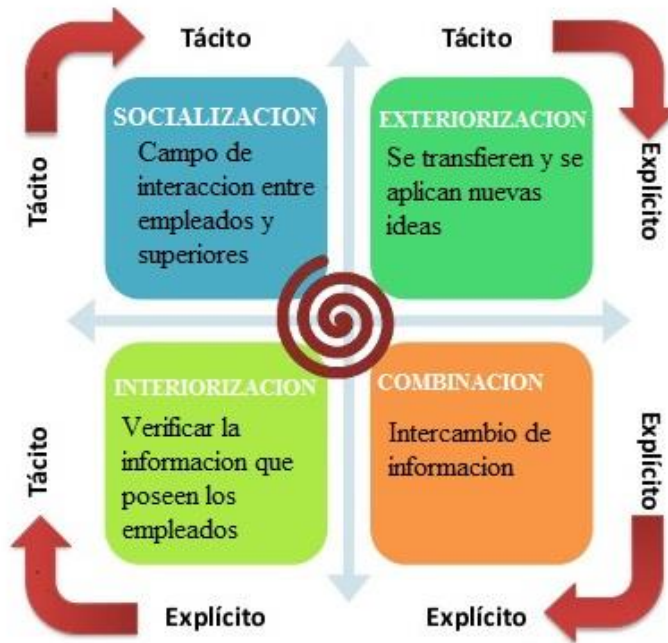 Tácito
Tácito
Tácito
SOCIALIZACION
Campo de
interaccion entre
empleados y
superiores
EXTERIORIZACION
Se transfieren y se
aplican nuevas
ideas
Explícito
Tácito
INTERIORIZACION
Verificar la
informacion que
poseen los
empleados
COMBINACION
Intercambio de
informacion
Explícito
Explícito
Explícito